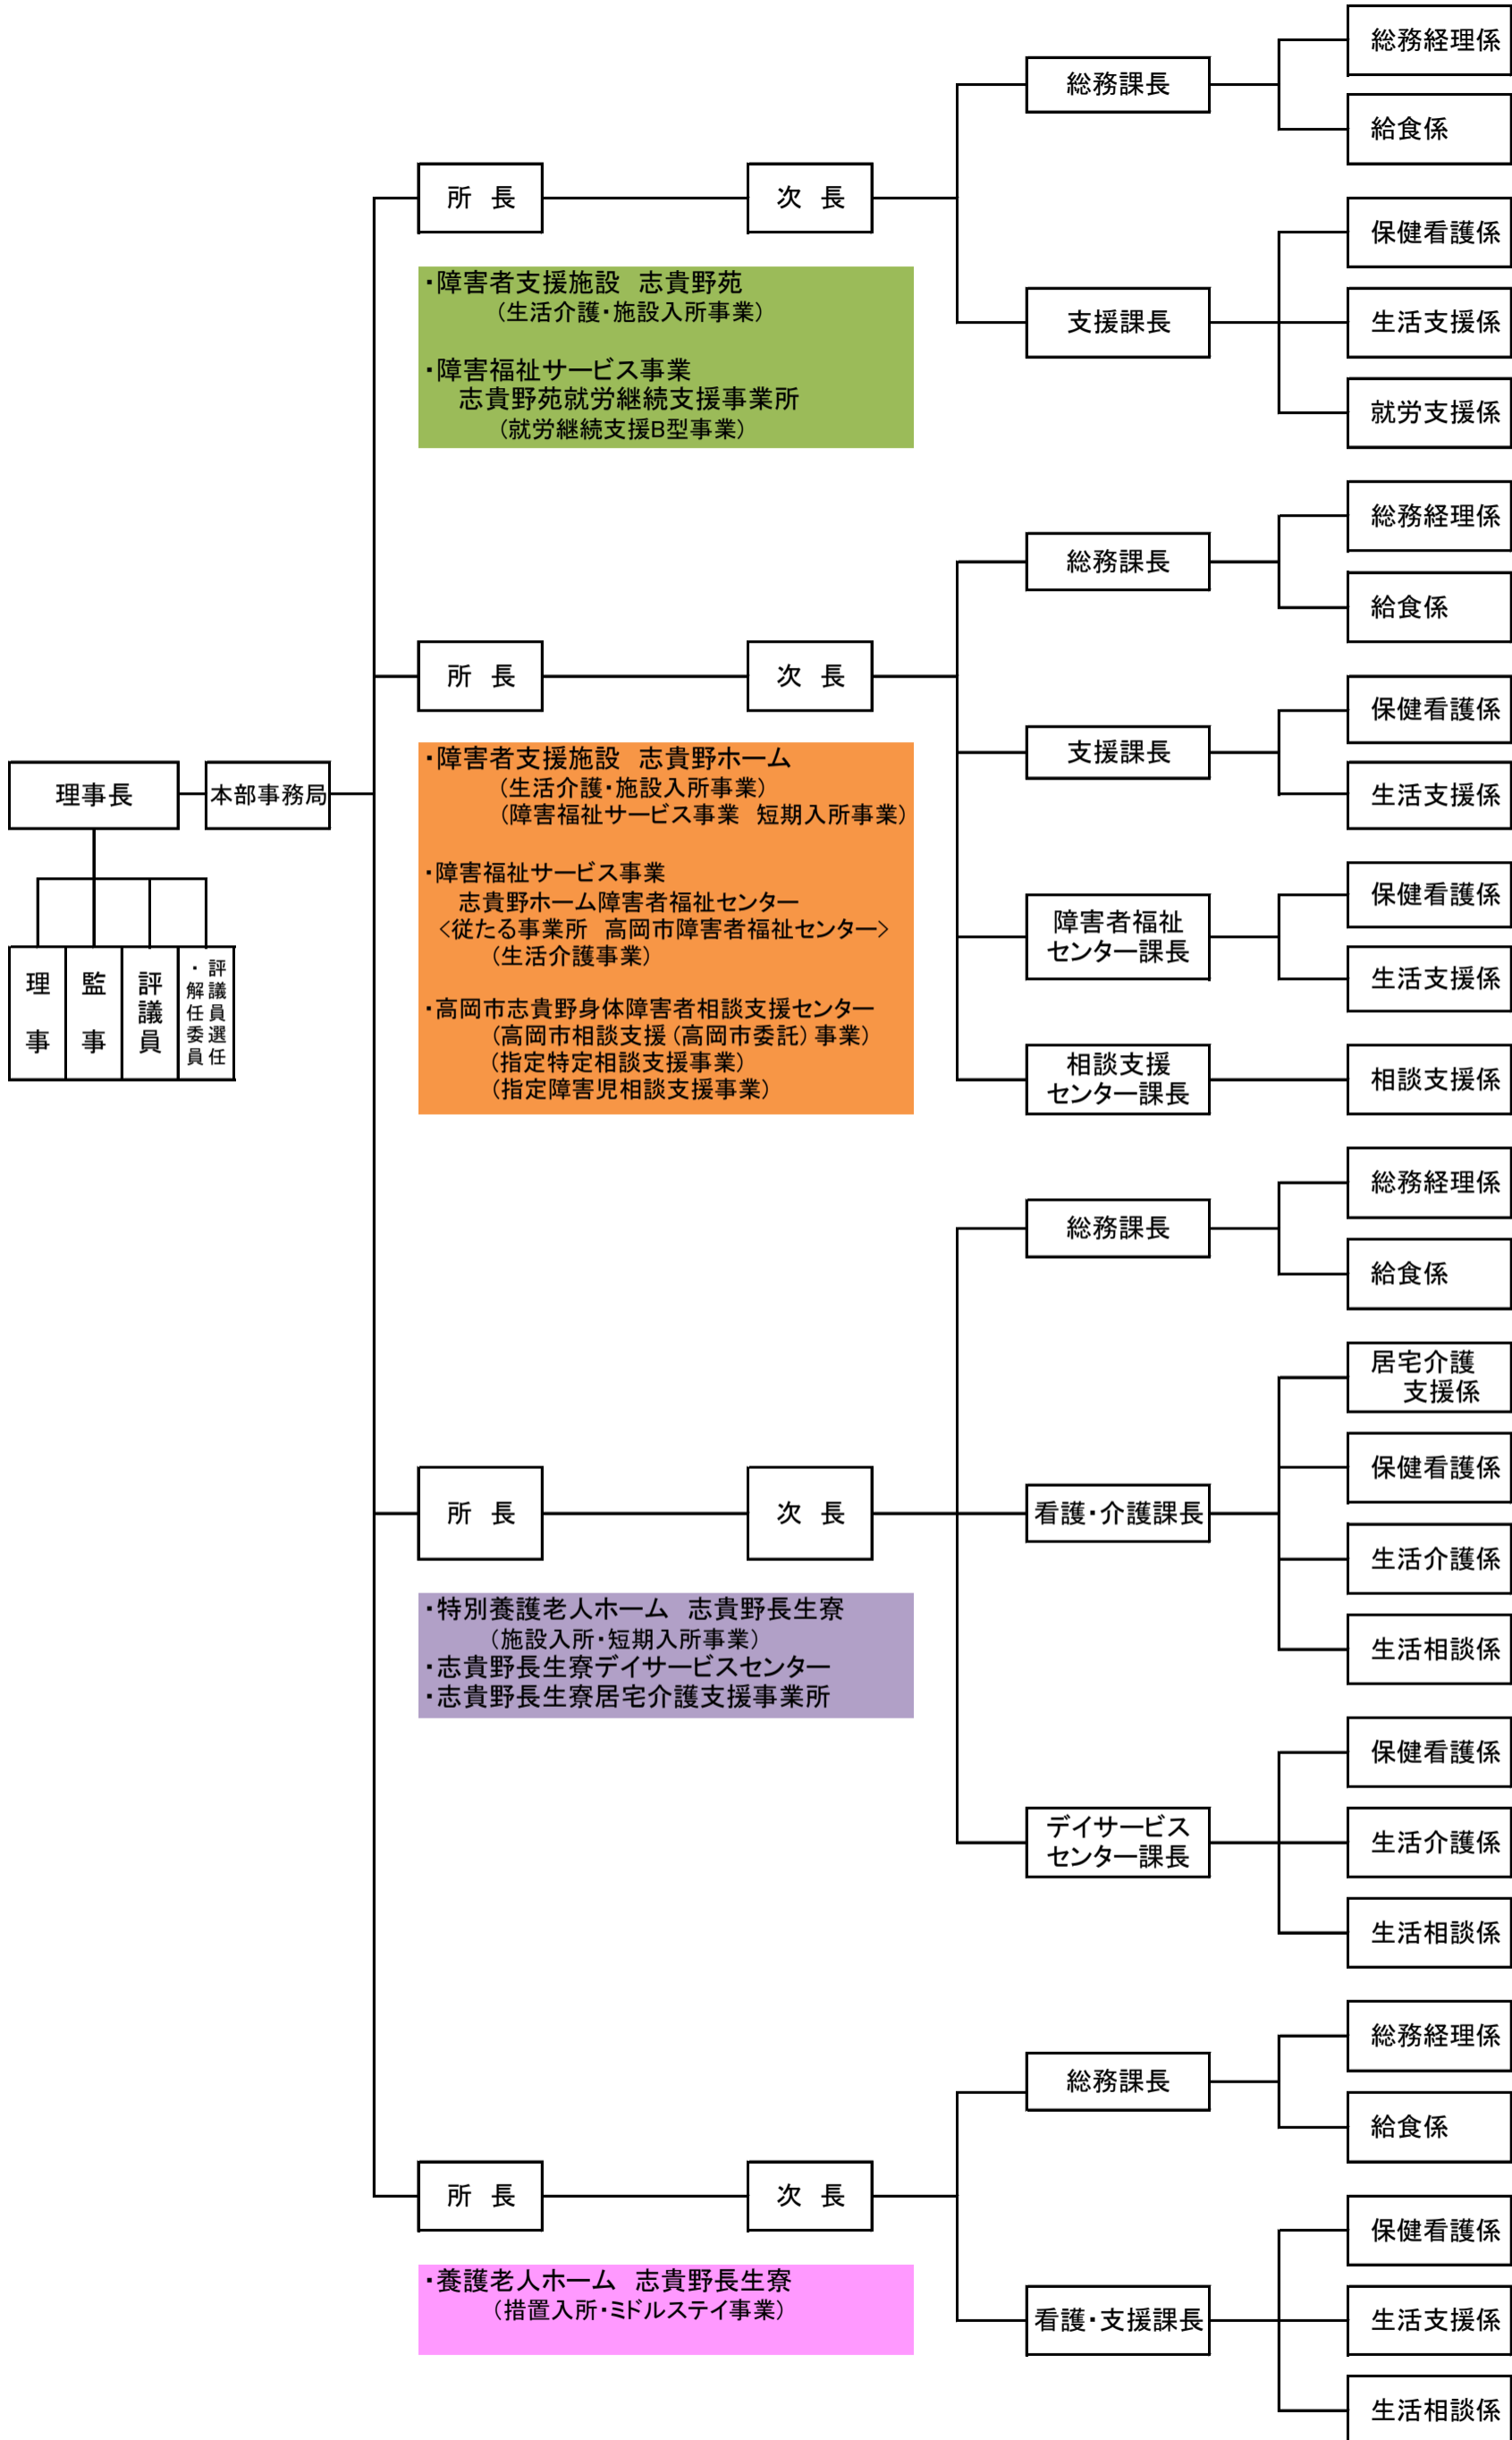 理事長
本部事務局
理事
監事
評議員
評議員選任
・解任委員
所 長
次 長
・障害者支援施設 志貴野苑
（生活介護・施設入所事業）
・障害福祉サービス事業
志貴野苑就労継続支援事業所
（就労継続支援B型事業）
総務課長
総務経理係
給食係
支援課長
保健看護係
生活支援係
就労支援係
所 長
次 長
・障害者支援施設 志貴野ホーム
（生活介護・施設入所事業）
（障害福祉サービス事業 短期入所事業）
・障害福祉サービス事業
志貴野ホーム障害者福祉センター
<従たる事業所 高岡市障害者福祉センター>
（生活介護事業）
・高岡市志貴野身体障害者相談支援センター
（高岡市相談支援（高岡市委託）事業）
（指定特定相談支援事業）
（指定障害児相談支援事業）
総務課長
総務経理係
給食係
支援課長
保健看護係
生活支援係
障害者福祉
センター課長
保健看護係
生活支援係
相談支援
センター課長
相談支援係
所 長
次 長
・特別養護老人ホーム 志貴野長生寮
（施設入所・短期入所事業）
・志貴野長生寮デイサービスセンター
・志貴野長生寮居宅介護支援事業所
総務課長
総務経理係
給食係
看護・介護課長
居宅介護
支援係
保健看護係
生活介護係
生活相談係
デイサービス
センター課長
保健看護係
生活介護係
生活相談係
所 長
次 長
・養護老人ホーム 志貴野長生寮
（措置入所・ミドルステイ事業）
総務課長
総務経理係
給食係
看護・支援課長
保健看護係
生活支援係
生活相談係